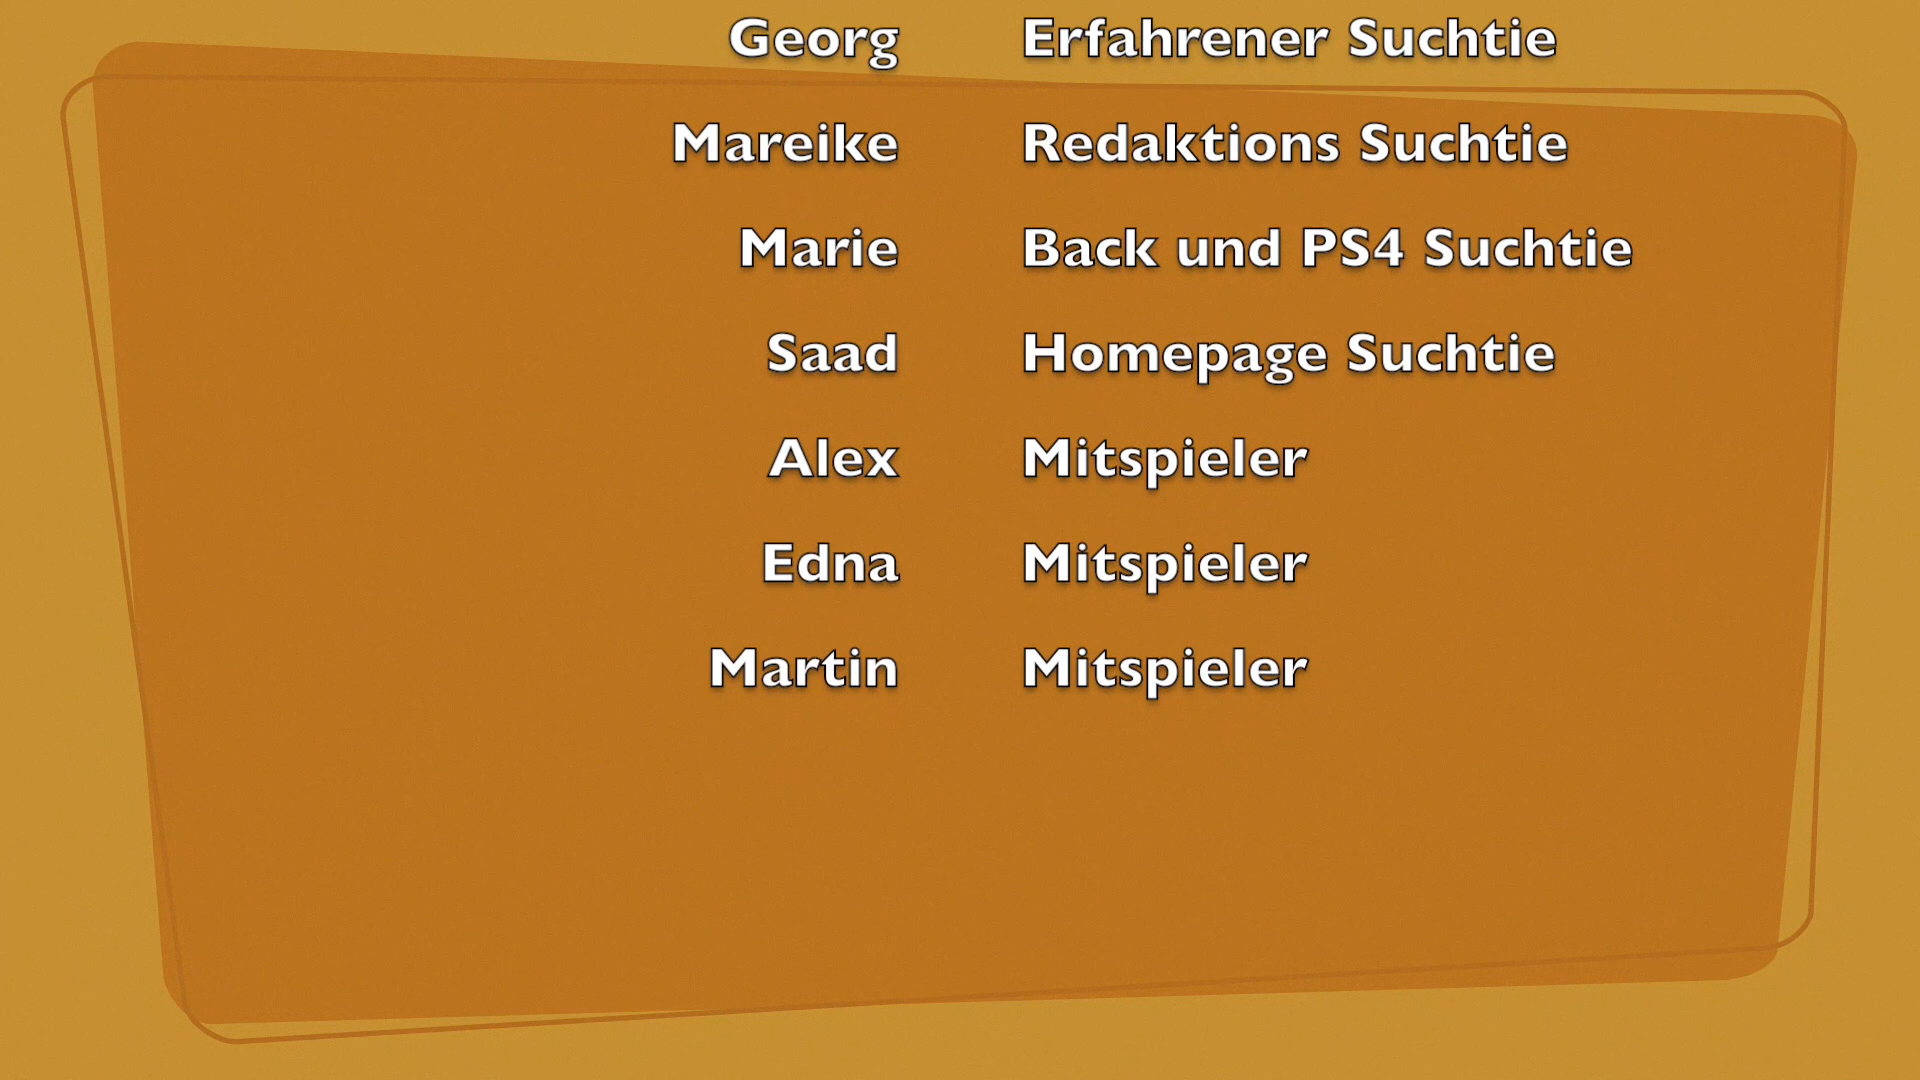 Georg Erfahrener Suchtie
Mareike Redaktions Suchtie
Marie Back und PS4 Suchtie
Saad Homepage Suchtie
Alex Mitspieler
Edna Mitspieler
Martin Mitspieler